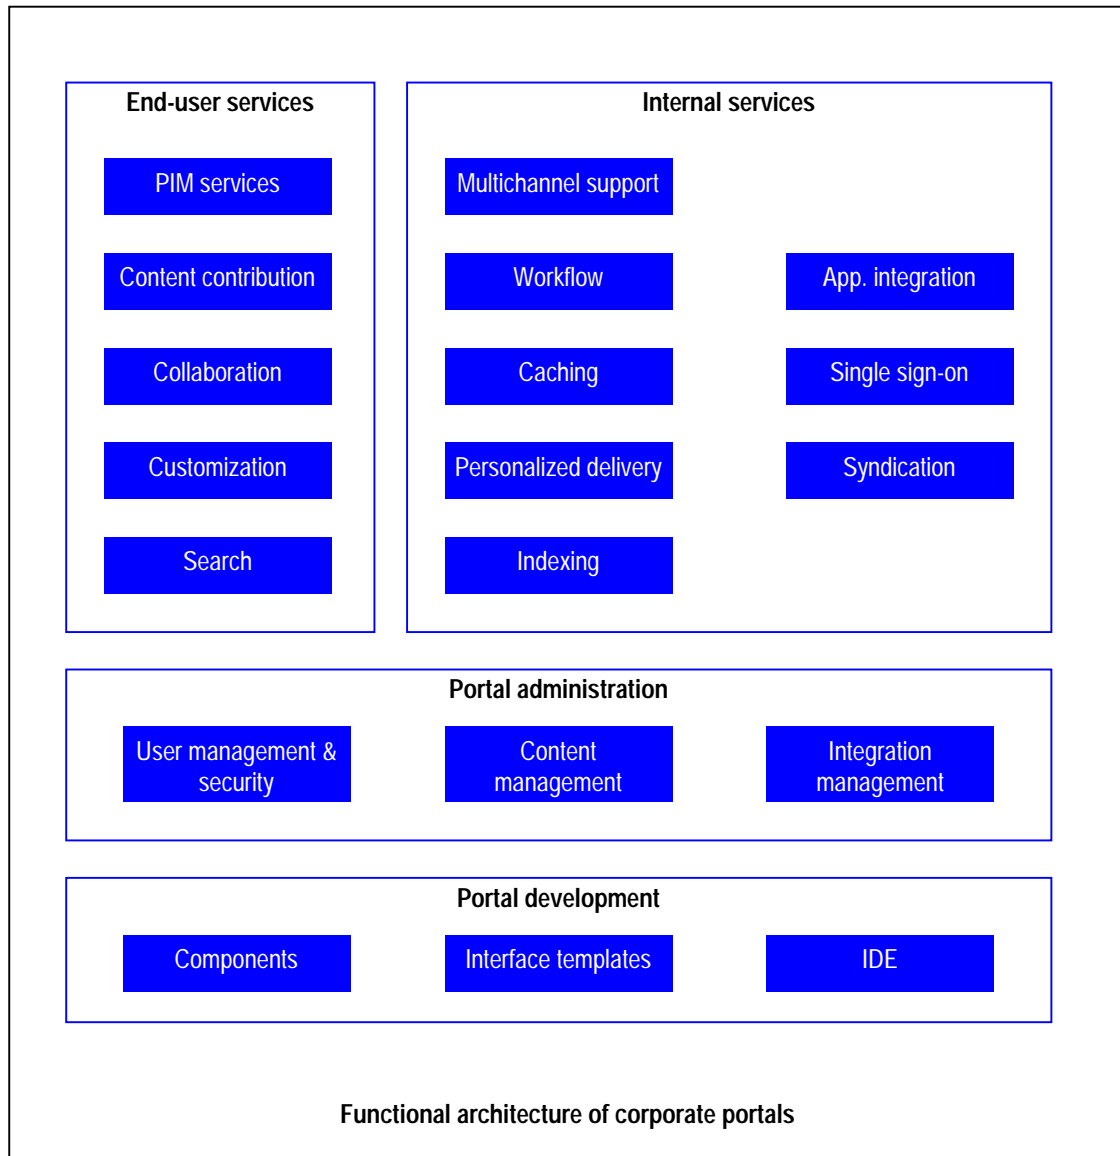 End-user services
PIM services
Content contribution
Collaboration
Customization
Search
Internal services
Multichannel support
Workflow
App. integration
Caching
Single sign-on
Personalized delivery
Syndication
Indexing
Portal administration
User management &
security
Content
management
Integration
management
Portal development
Components
Interface templates
IDE
Functional architecture of corporate portals